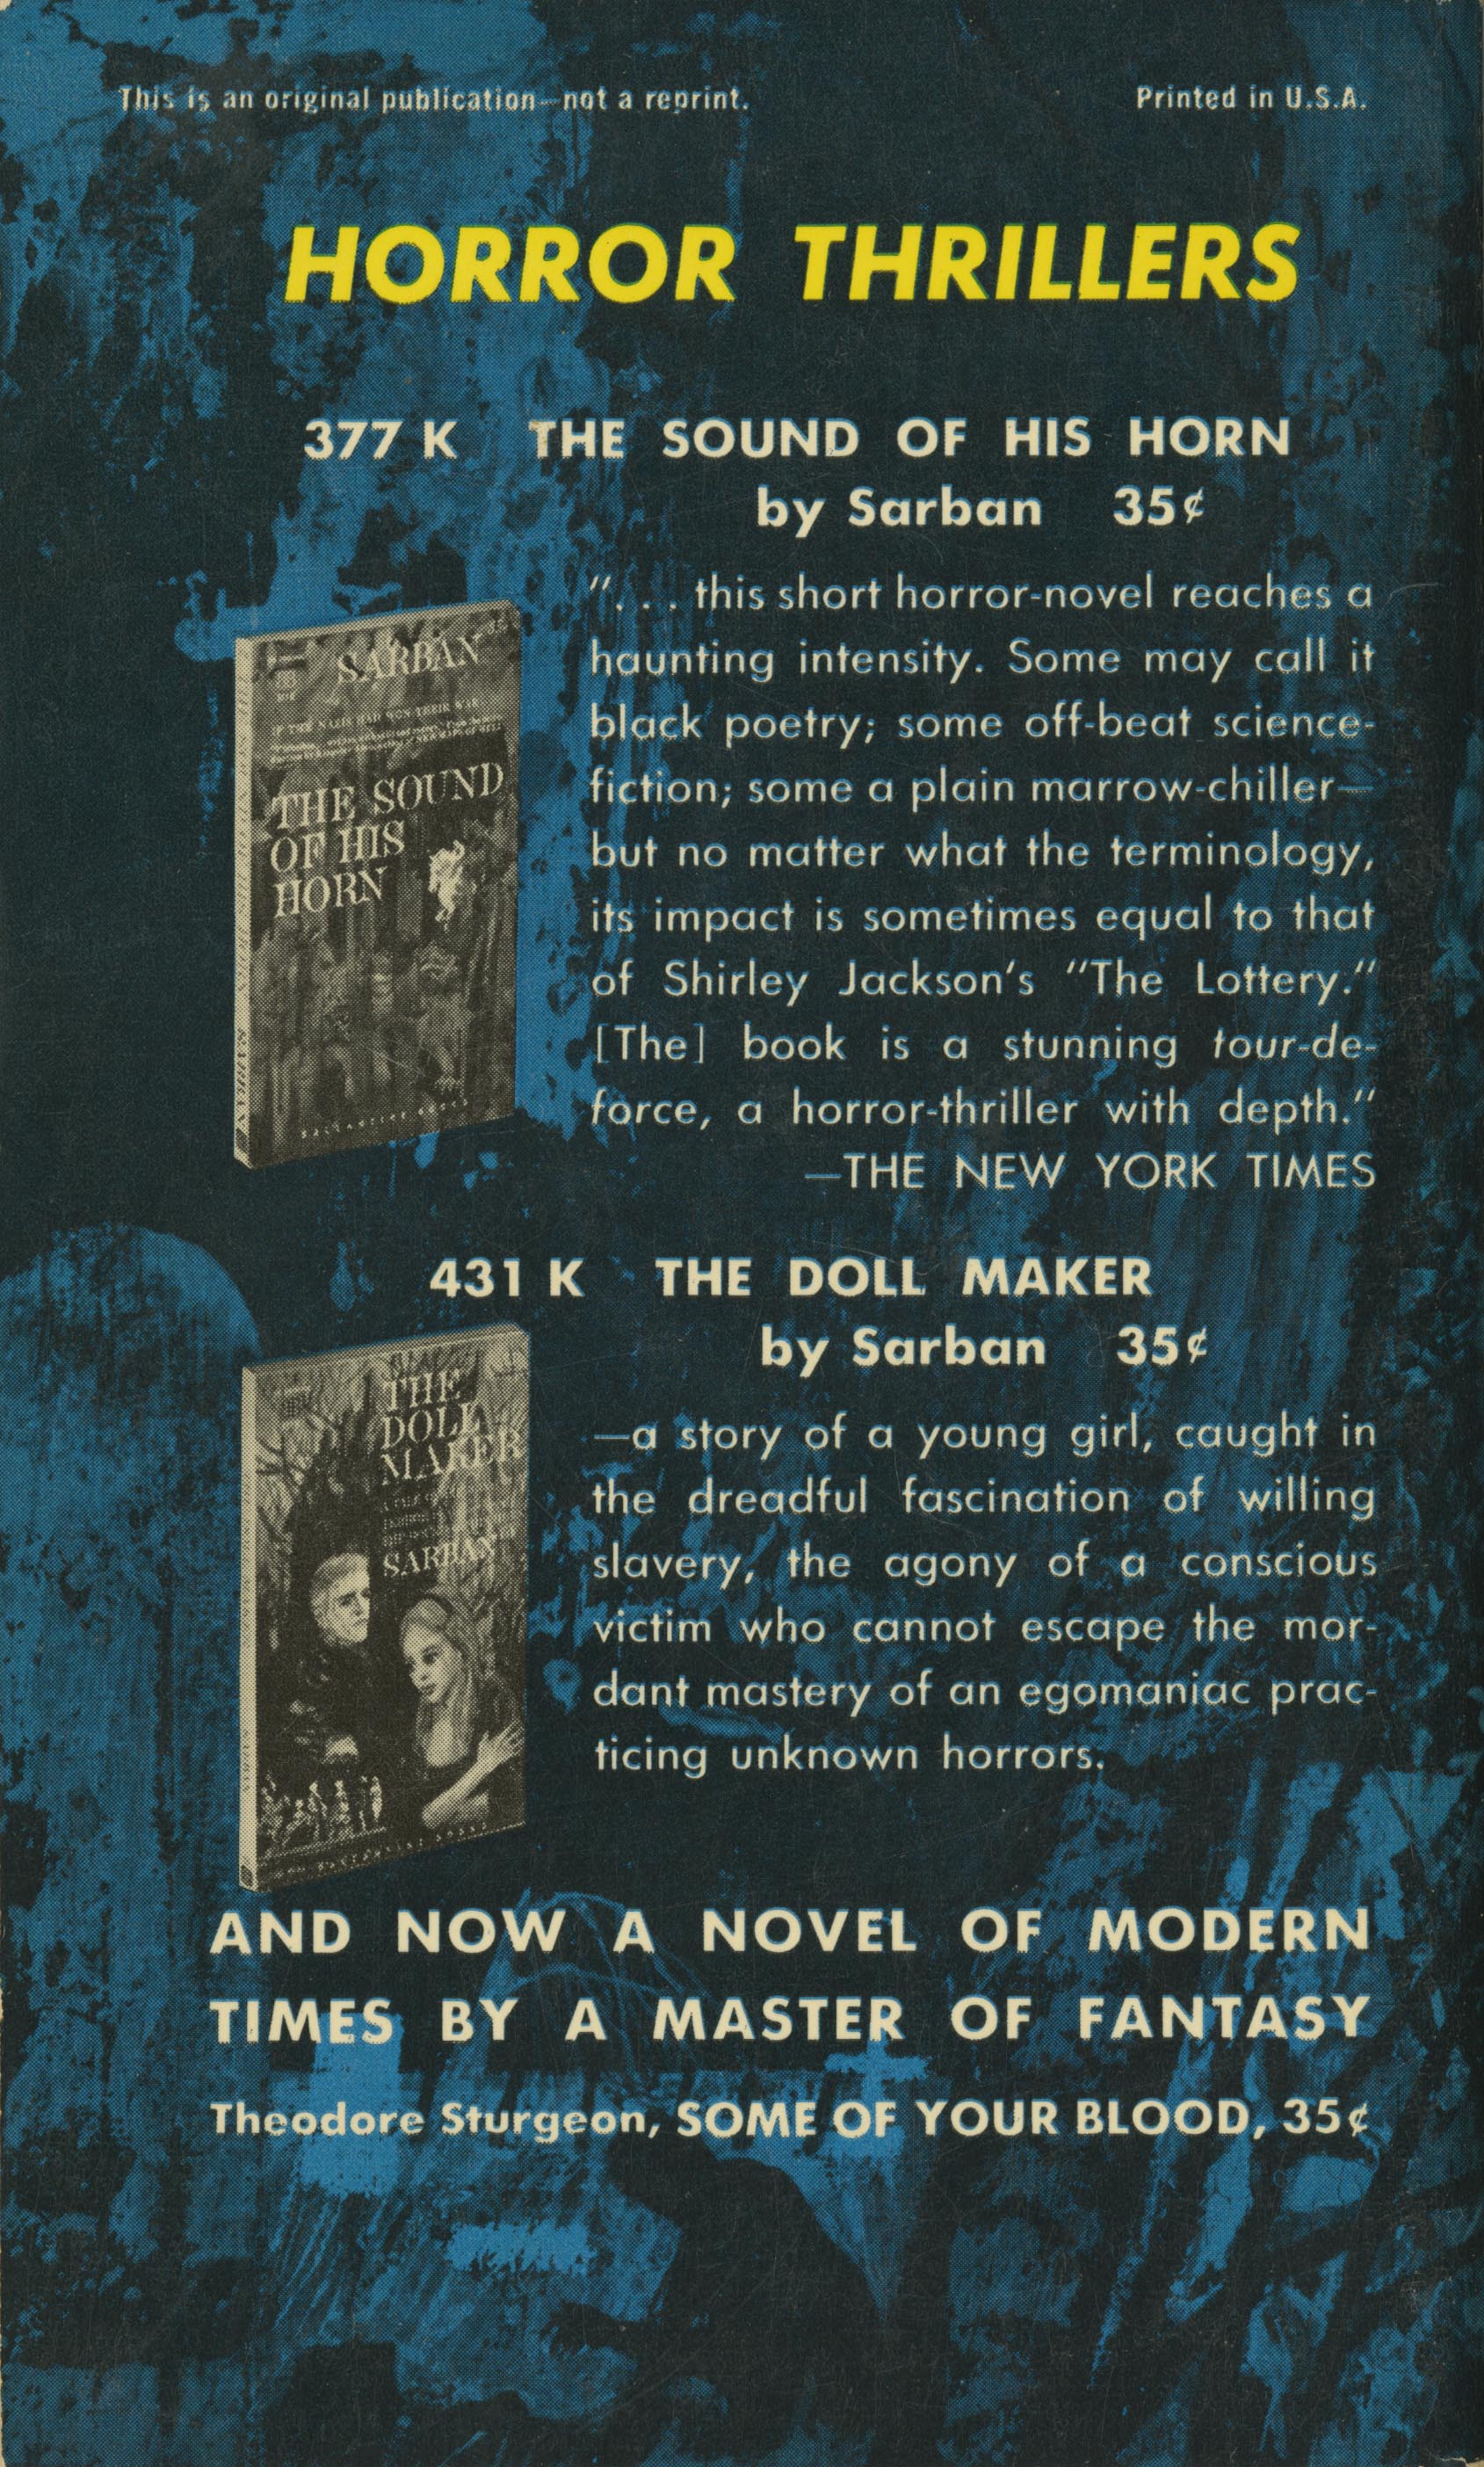 This is an original publication—not a reprint.
Printed in U.S.A.
HORROR THRILLERS
377 K THE SOUND OF HIS HORN
by Sarban 35¢
". . . this short horror-novel reaches a
haunting intensity. Some may call it
black poetry; some off-beat science-
fiction; some a plain marrow-chiller—
but no matter what the terminology,
its impact is sometimes equal to that
of Shirley Jackson's "The Lottery."
[The] book is a stunning tour-de-
force, a horror-thriller with depth."
—THE NEW YORK TIMES
SARBAN
THE SOUND
OF HIS
HORN
BALLANTINE BOOKS
431 K THE DOLL MAKER
by Sarban 35¢
—a story of a young girl, caught in
the dreadful fascination of willing
slavery, the agony of a conscious
victim who cannot escape the mor-
dant mastery of an egomaniac prac-
ticing unknown horrors.
THE
DOLL
MAKER
SARBAN
BALLANTINE BOOKS
AND NOW A NOVEL OF MODERN
TIMES BY A MASTER OF FANTASY
Theodore Sturgeon, SOME OF YOUR BLOOD, 35¢